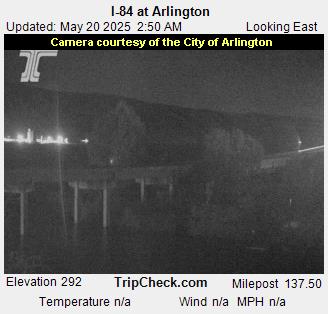 I-84 at Arlington
Updated: May 20 2025 2:50 AM Looking East
Camera courtesy of the City of Arlington
Elevation 292 TripCheck.com Milepost 137.50
Temperature n/a Wind n/a MPH n/a